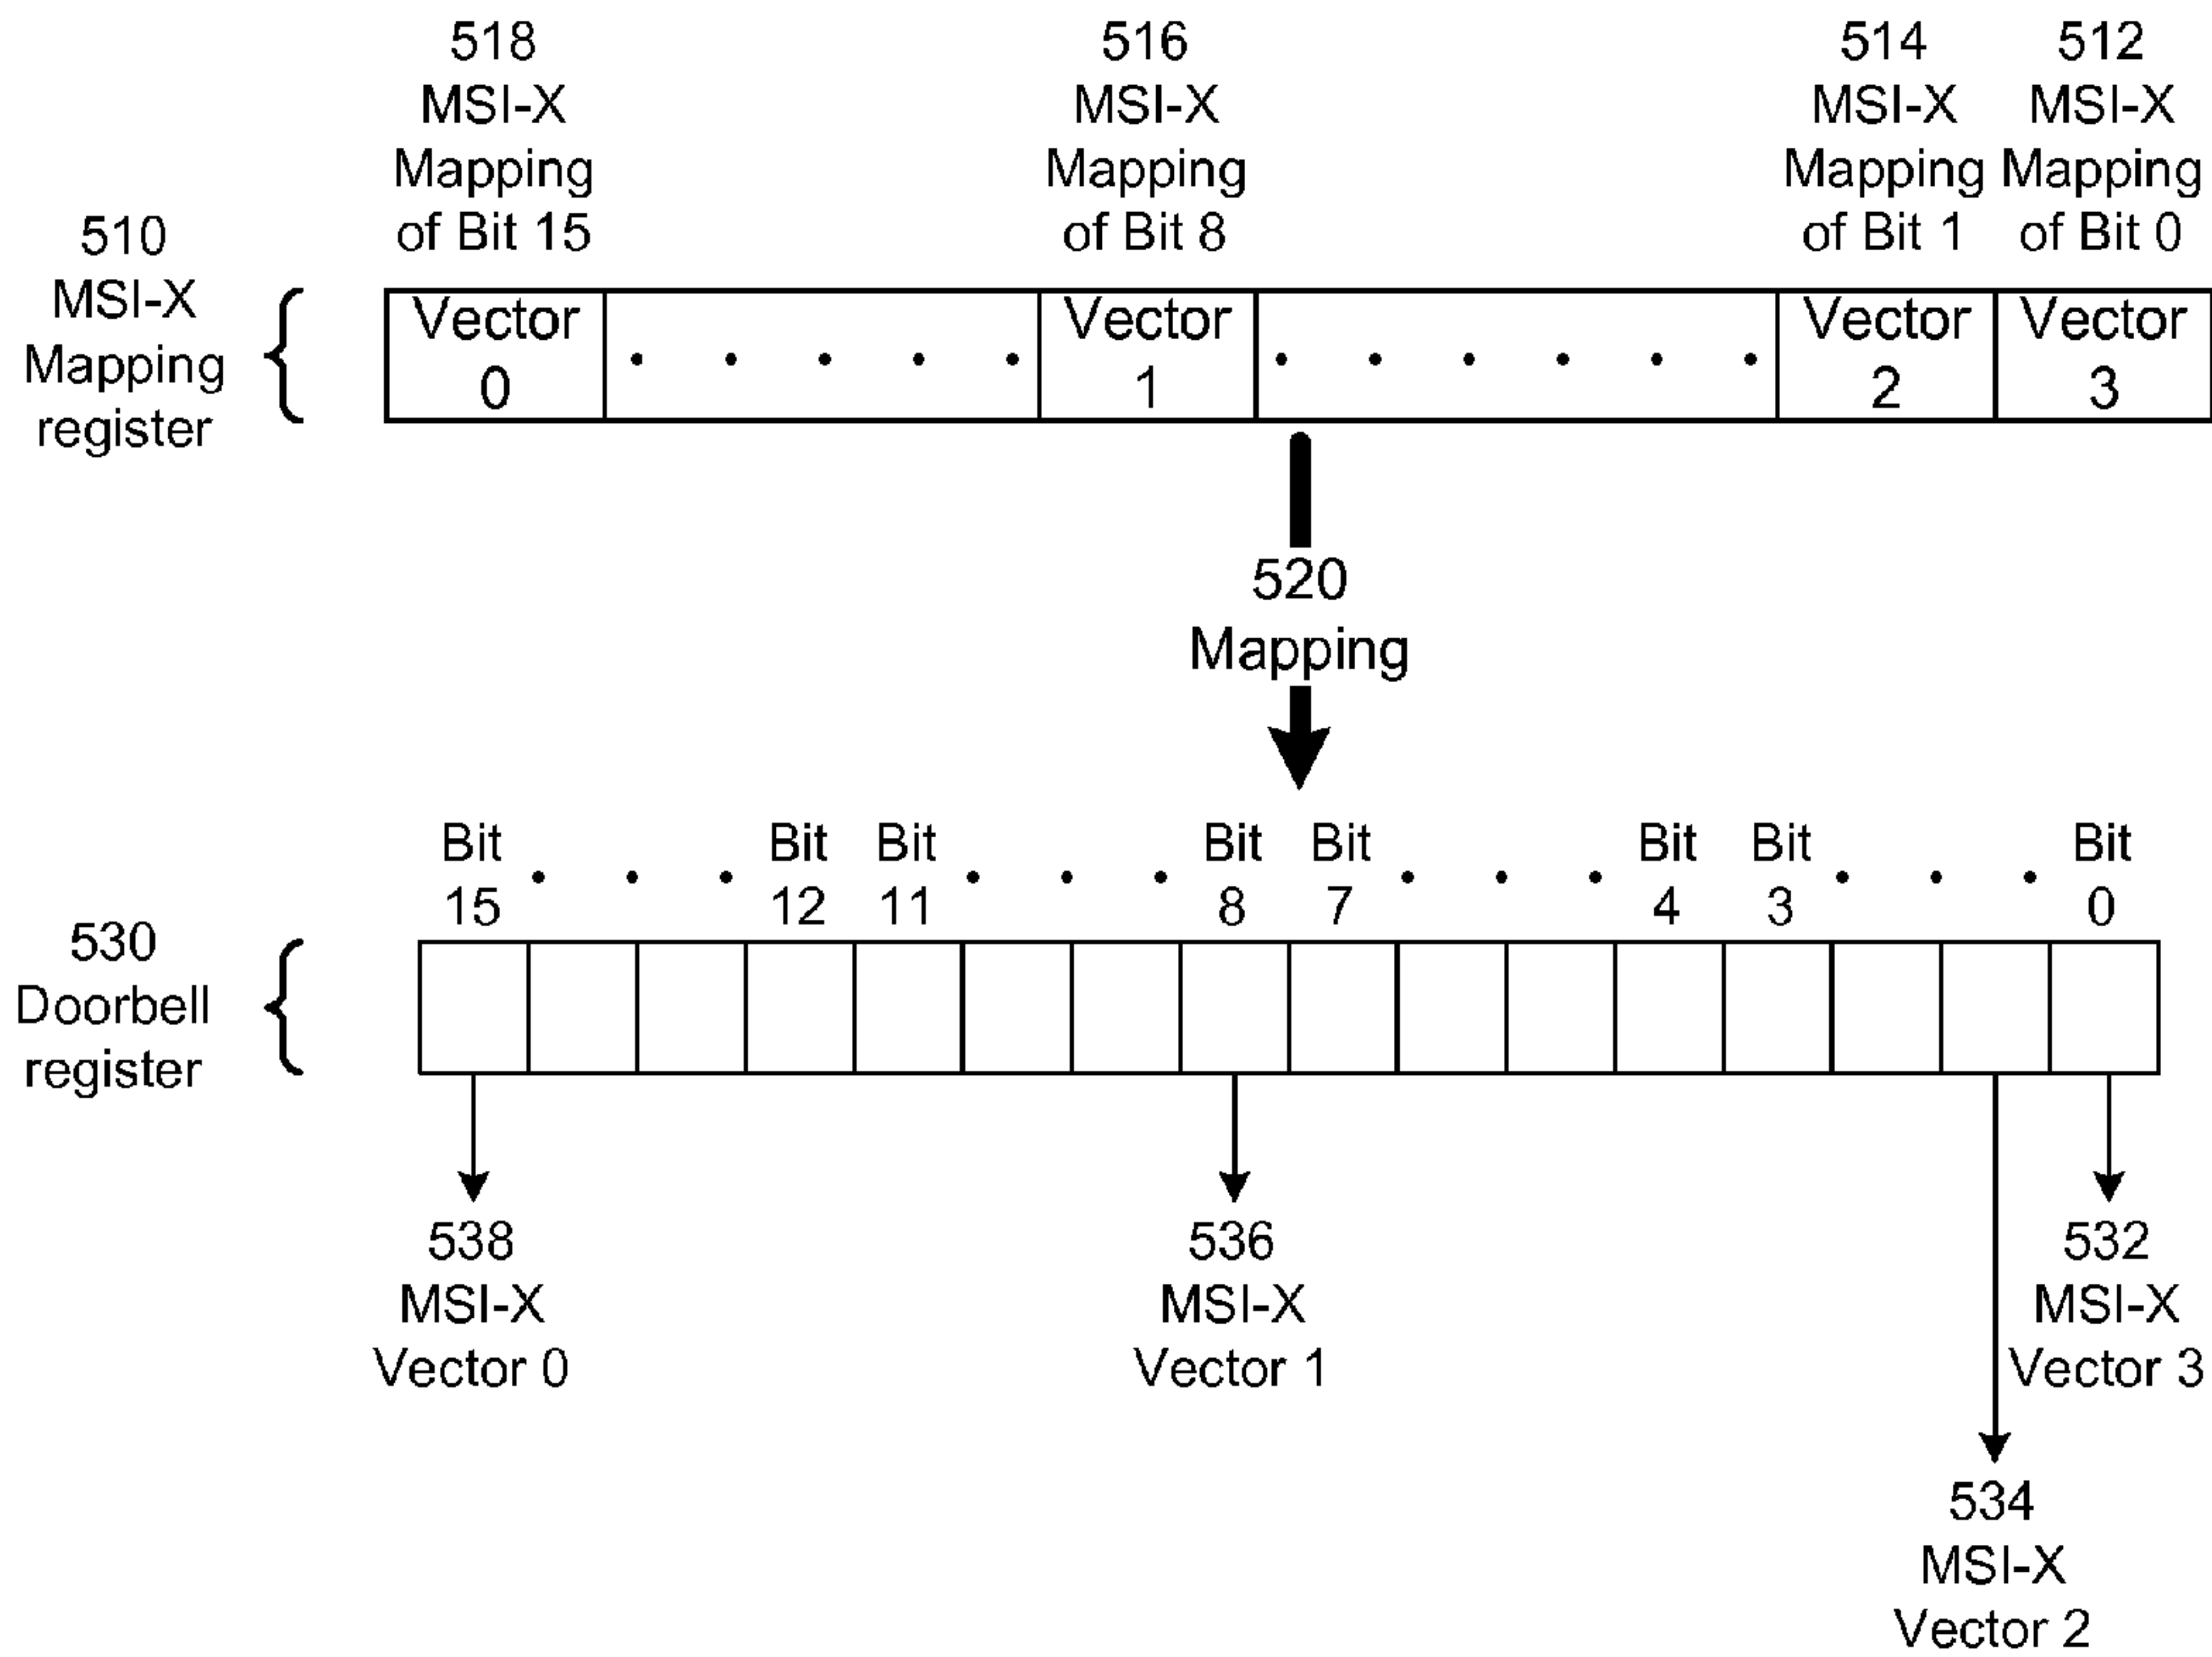 518
MSI-X
Mapping
of Bit 15
516
MSI-X
Mapping
of Bit 8
514
MSI-X
Mapping
of Bit 1
512
MSI-X
Mapping
of Bit 0
510
MSI-X
Mapping
register
Vector
0
Vector
1
Vector
2
Vector
3
520
Mapping
Bit
15
Bit
12
Bit
11
Bit
8
Bit
7
Bit
4
Bit
3
Bit
0
530
Doorbell
register
538
MSI-X
Vector 0
536
MSI-X
Vector 1
532
MSI-X
Vector 3
534
MSI-X
Vector 2